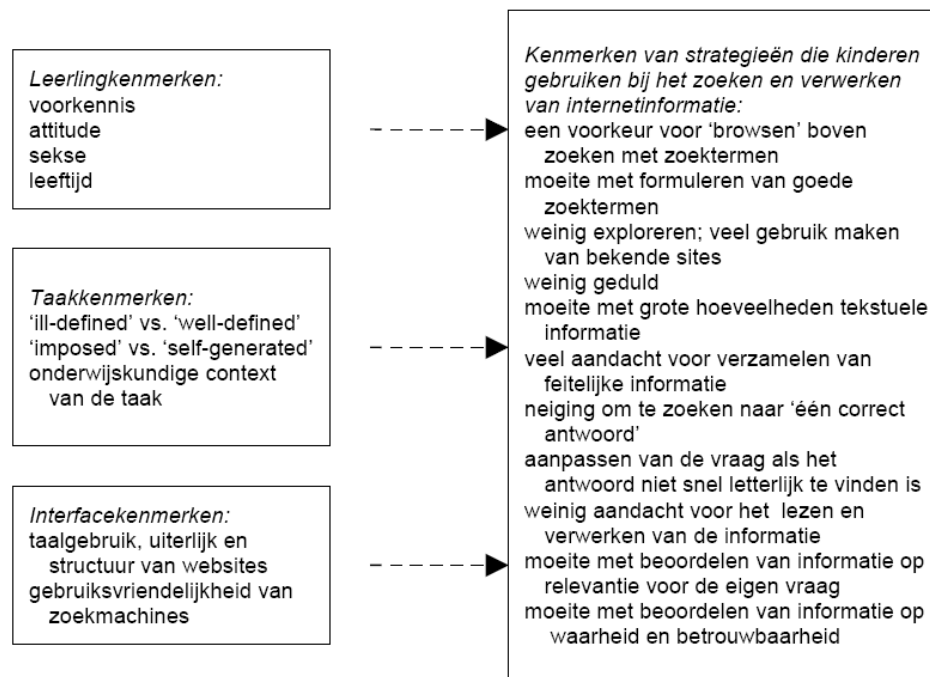 Leerlingkenmerken:
voorkennis
attitude
sekse
leeftijd
Taakkenmerken:
‘ill-defined’ vs. ‘well-defined’
‘imposed’ vs. ‘self-generated’
onderwijskundige context
van de taak
Interfacekenmerken:
taalgebruik, uiterlijk en
structuur van websites
gebruiksvriendelijkheid van
zoekmachines
Kenmerken van strategieën die kinderen
gebruiken bij het zoeken en verwerken
van internetinformatie:
een voorkeur voor ‘browsen’ boven
zoeken met zoektermen
moeite met formuleren van goede
zoektermen
weinig exploreren; veel gebruik maken
van bekende sites
weinig geduld
moeite met grote hoeveelheden tekstuele
informatie
veel aandacht voor verzamelen van
feitelijke informatie
neiging om te zoeken naar ‘één correct
antwoord’
aanpassen van de vraag als het
antwoord niet snel letterlijk te vinden is
weinig aandacht voor het lezen en
verwerken van de informatie
moeite met beoordelen van informatie op
relevantie voor de eigen vraag
moeite met beoordelen van informatie op
waarheid en betrouwbaarheid